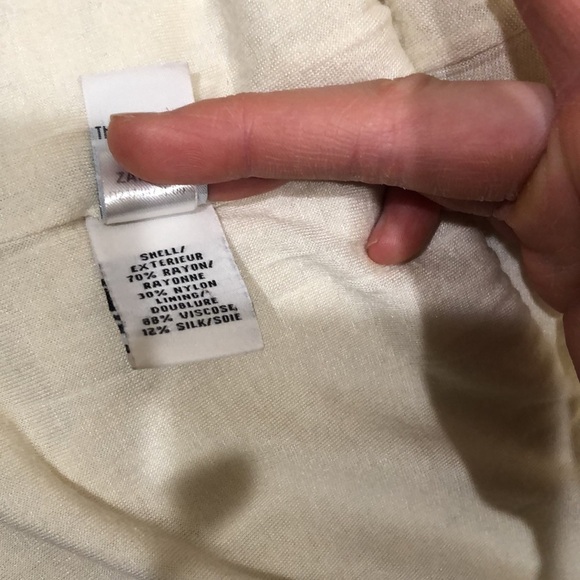 SHELL/
EXTERIEUR
70% RAYON/
RAYONNE
30% NYLON
LINING/
DOUBLURE
88% VISCOSE,
12% SILK/SOIE